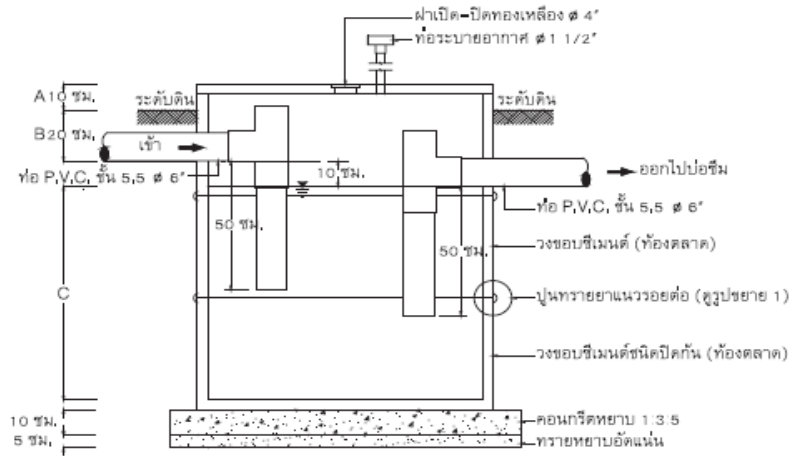 ฝาเปิด-ปิดทองเหลือง ø 4"
ท่อระบายอากาศ ø 1 1/2"
A10 ซม.
ระดับดิน
ระดับดิน
B20 ซม.
เข้า
10 ซม.
ออกไปบ่อซึม
ท่อ P.V.C. ชั้น 5,5 ø 6"
ท่อ P.V.C. ชั้น 5,5 ø 6"
50 ซม.
50 ซม.
วงขอบซีเมนต์ (ท้องตลาด)
C
ปูนทรายยาแนวรอยต่อ (ดูรูปขยาย 1)
วงขอบซีเมนต์ชนิดปิดก้น (ท้องตลาด)
10 ซม.
คอนกรีตหยาบ 1:3:5
5 ซม.
ทรายหยาบอัดแน่น